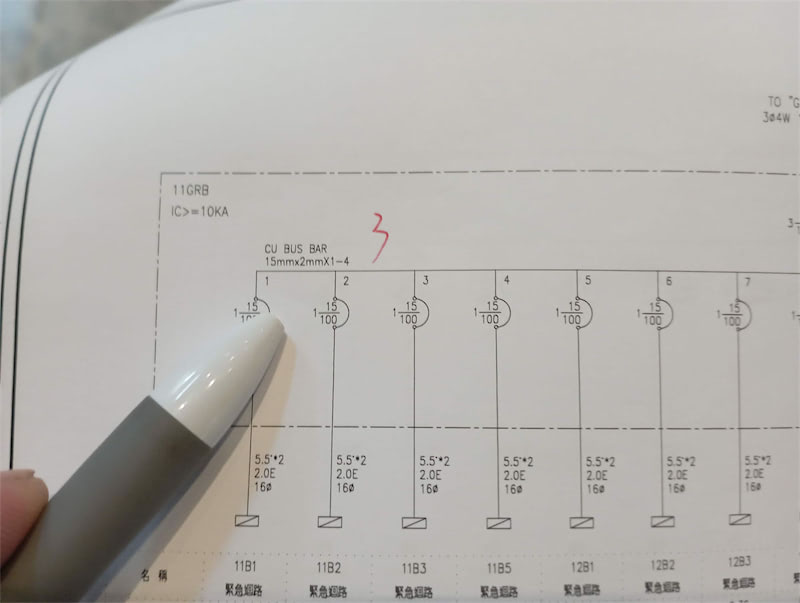 TO "G
3ø4W
11GRB
IC>=10KA
3
3
CU BUS BAR
15mmx2mmX1-4
1 2 3 4 5 6 7
1 15 1 15 1 15 1 15 1 15 1 15 1 15
100 100 100 100 100 100
5.5"*2 5.5"*2 5.5"*2 5.5"*2 5.5"*2 5.5"*2 5.5"*2
2.0E 2.0E 2.0E 2.0E 2.0E 2.0E 2.0E
16ø 16ø 16ø 16ø 16ø 16ø 16ø
名 稱 11B1 11B2 11B3 11B5 12B1 12B2 12B3
緊急迴路 緊急迴路 緊急迴路 緊急迴路 緊急迴路 緊急迴路 緊急迴路